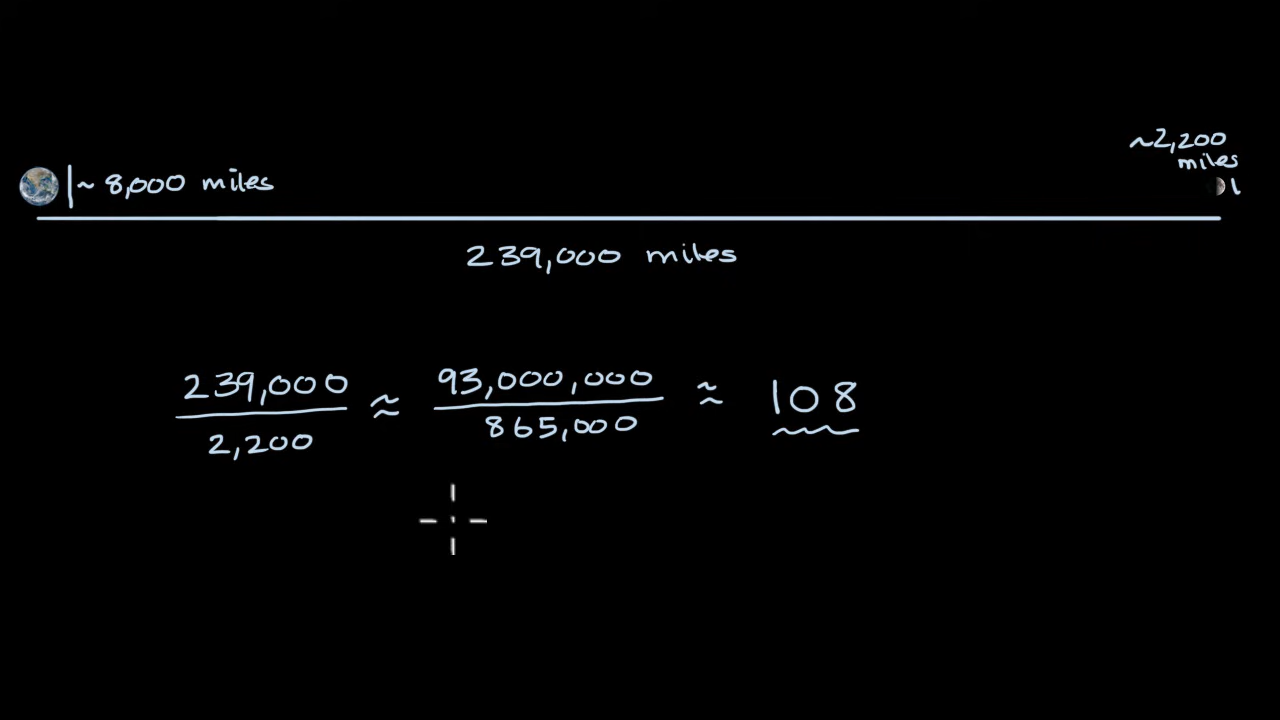 ~2,200
miles
~ 8,000 miles
239,000 miles
239,000 / 2,200 ≈ 93,000,000 / 865,000 ≈ 108